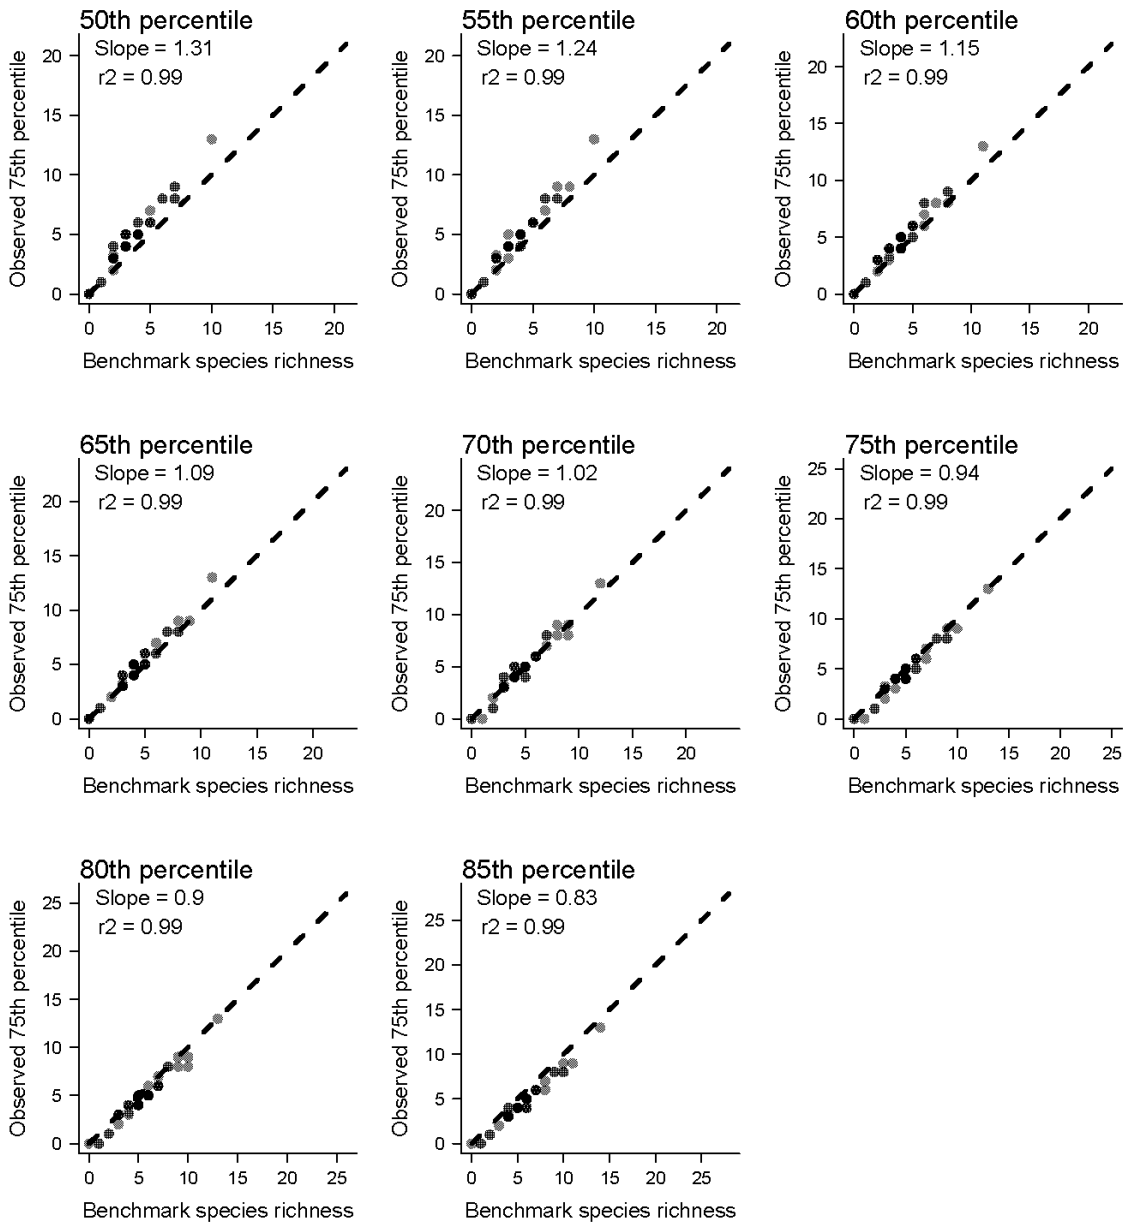 50th percentile
Slope = 1.31
r2 = 0.99
Observed 75th percentile
20
15
10
5
0
0 5 10 15 20
Benchmark species richness
55th percentile
Slope = 1.24
r2 = 0.99
Observed 75th percentile
20
15
10
5
0
0 5 10 15 20
Benchmark species richness
60th percentile
Slope = 1.15
r2 = 0.99
Observed 75th percentile
20
15
10
5
0
0 5 10 15 20
Benchmark species richness
65th percentile
Slope = 1.09
r2 = 0.99
Observed 75th percentile
20
15
10
5
0
0 5 10 15 20
Benchmark species richness
70th percentile
Slope = 1.02
r2 = 0.99
Observed 75th percentile
20
15
10
5
0
0 5 10 15 20
Benchmark species richness
75th percentile
Slope = 0.94
r2 = 0.99
Observed 75th percentile
25
20
15
10
5
0
0 5 10 15 20 25
Benchmark species richness
80th percentile
Slope = 0.9
r2 = 0.99
Observed 75th percentile
25
20
15
10
5
0
0 5 10 15 20 25
Benchmark species richness
85th percentile
Slope = 0.83
r2 = 0.99
Observed 75th percentile
25
20
15
10
5
0
0 5 10 15 20 25
Benchmark species richness